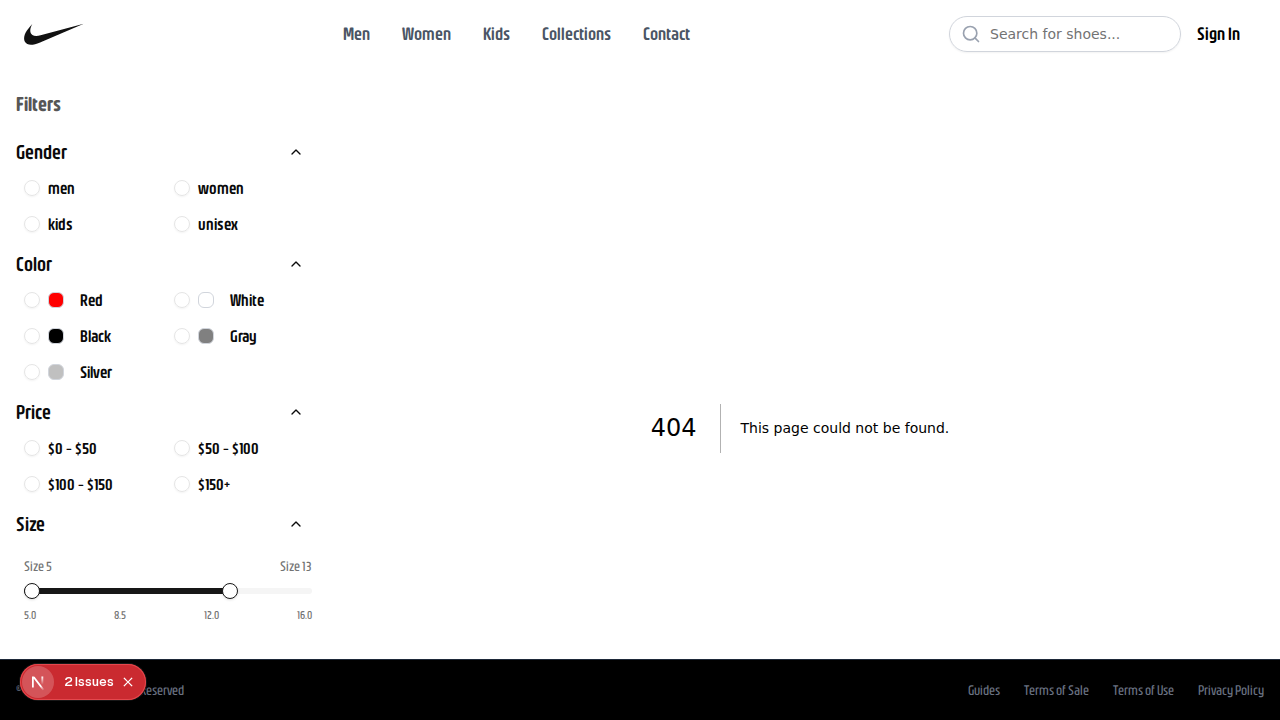 Men Women Kids Collections Contact Search for shoes... Sign In
Filters
Gender
men women
kids unisex
Color
Red White
Black Gray
Silver
Price
$0 - $50 $50 - $100
$100 - $150 $150+
Size
Size 5 Size 13
5.0 8.5 12.0 16.0
404 This page could not be found.
2 Issues
Reserved Guides Terms of Sale Terms of Use Privacy Policy